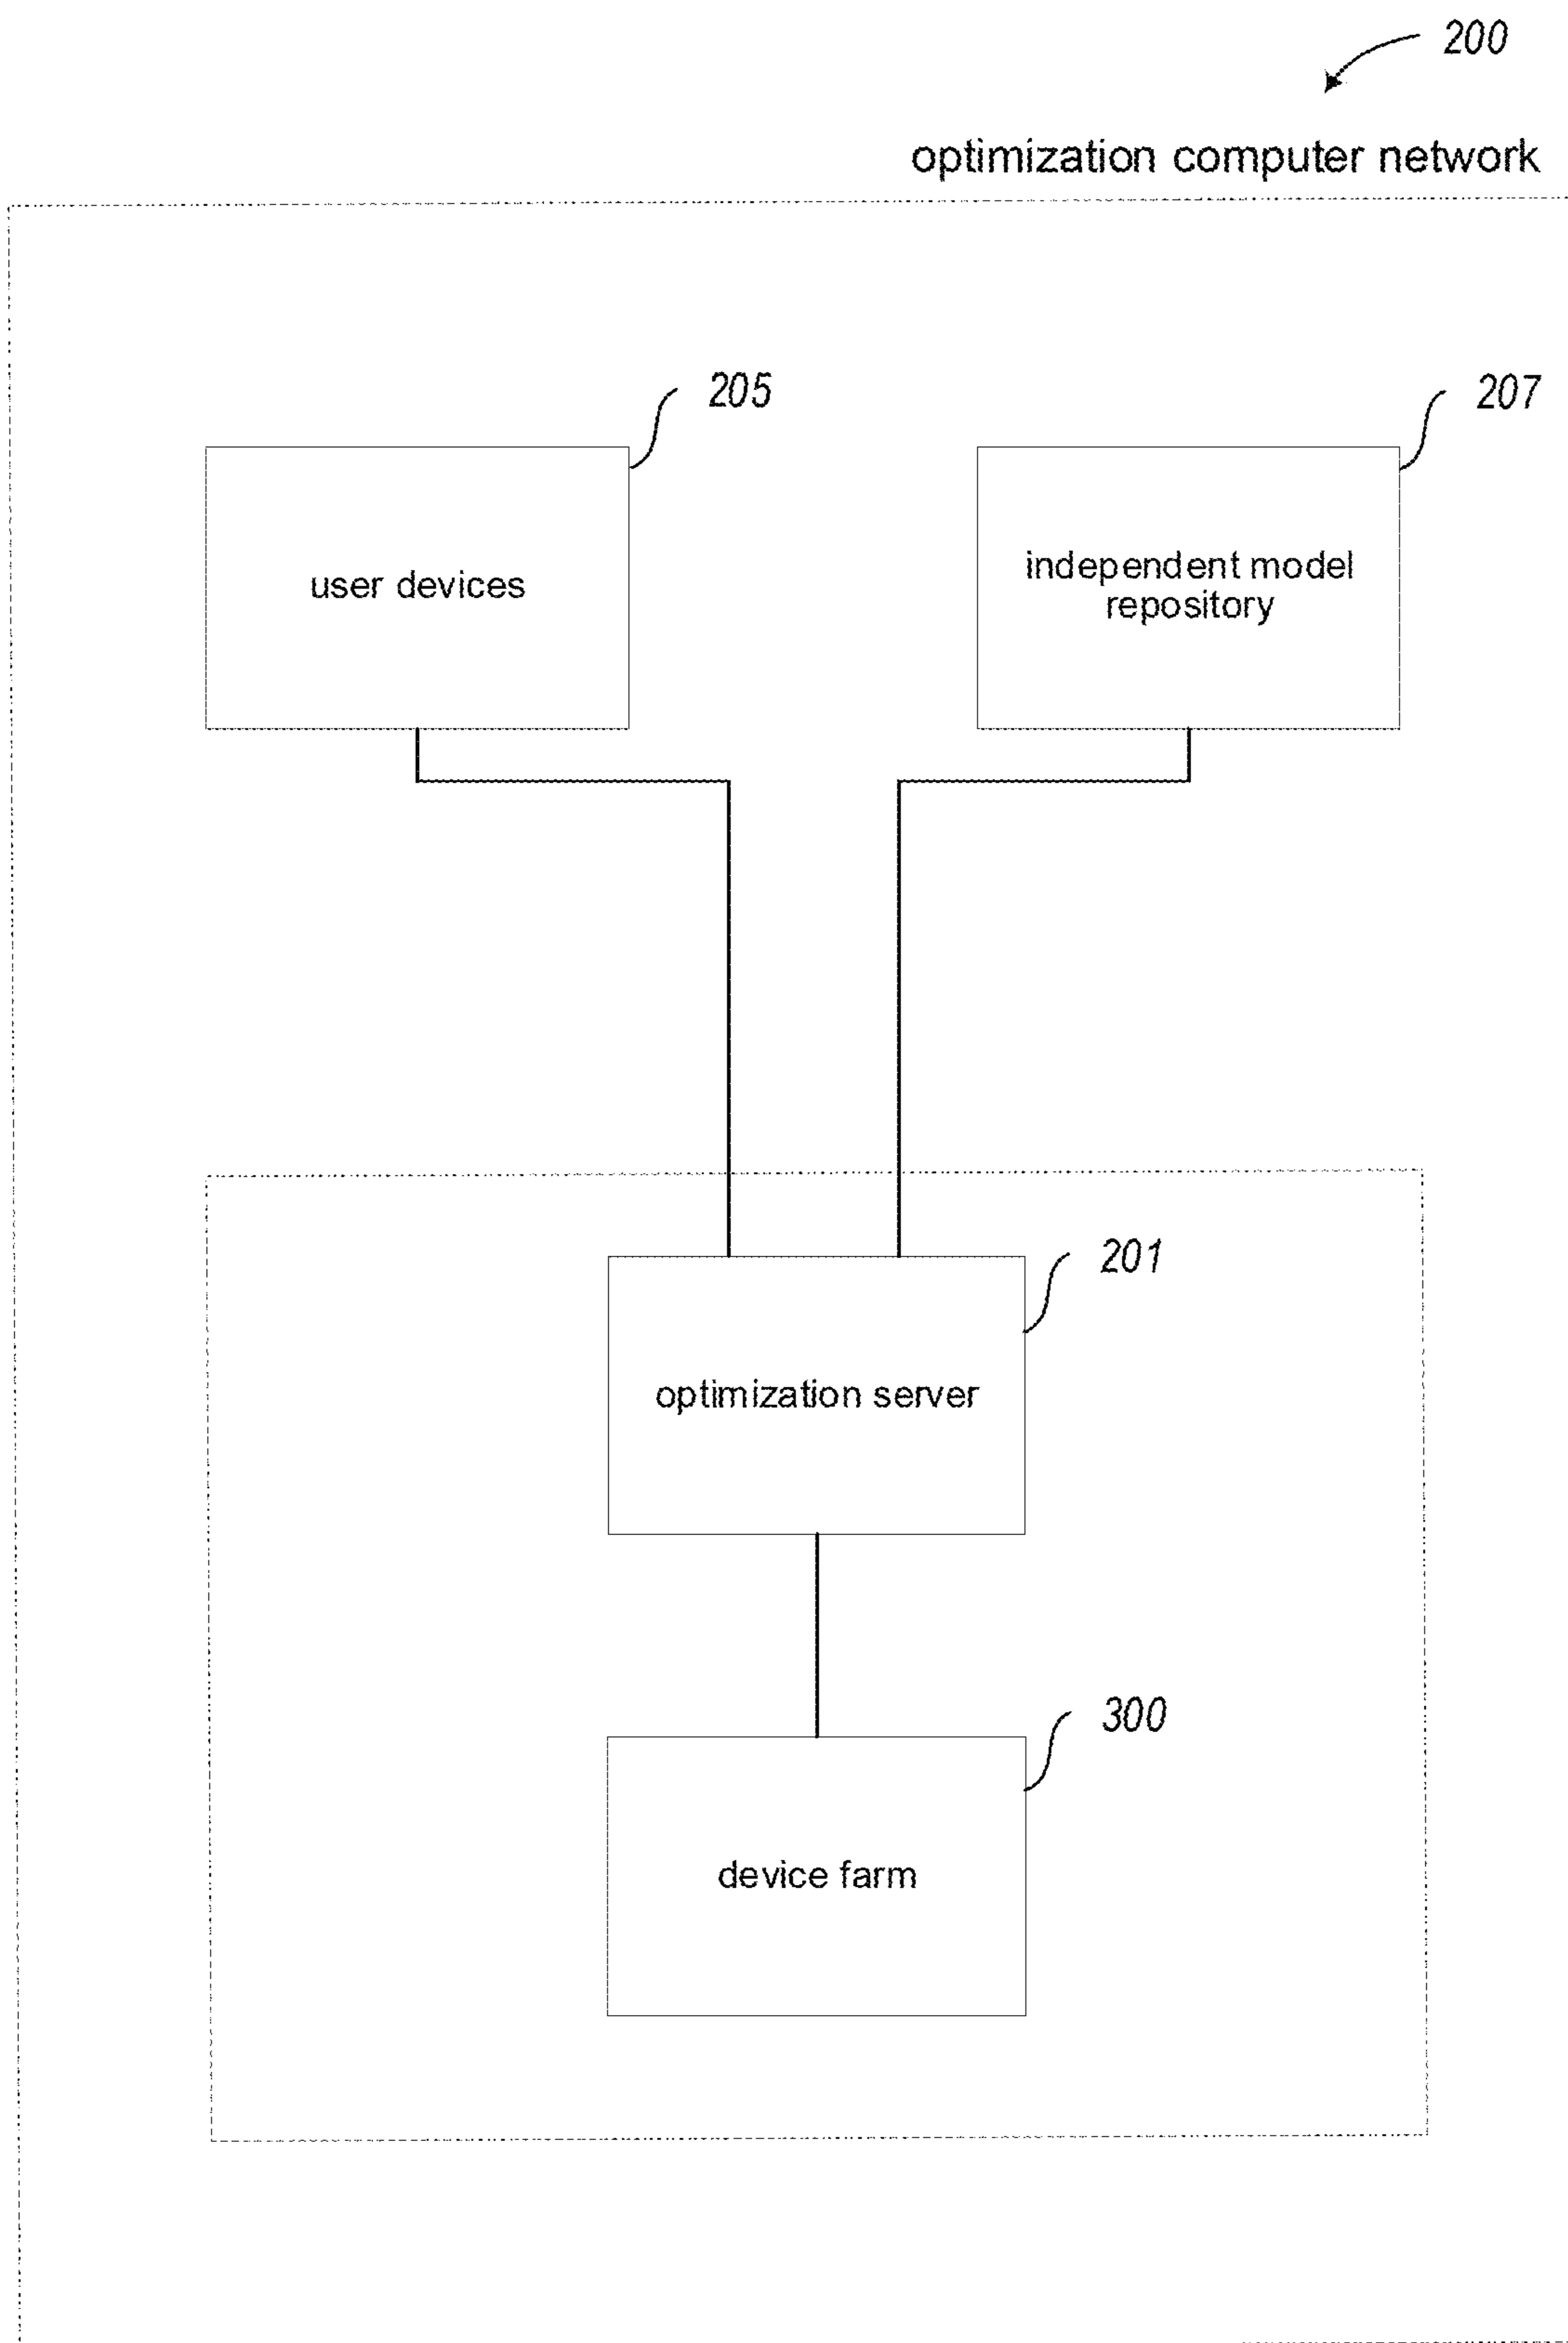 200
optimization computer network
205
207
user devices
independent model
repository
201
optimization server
300
device farm